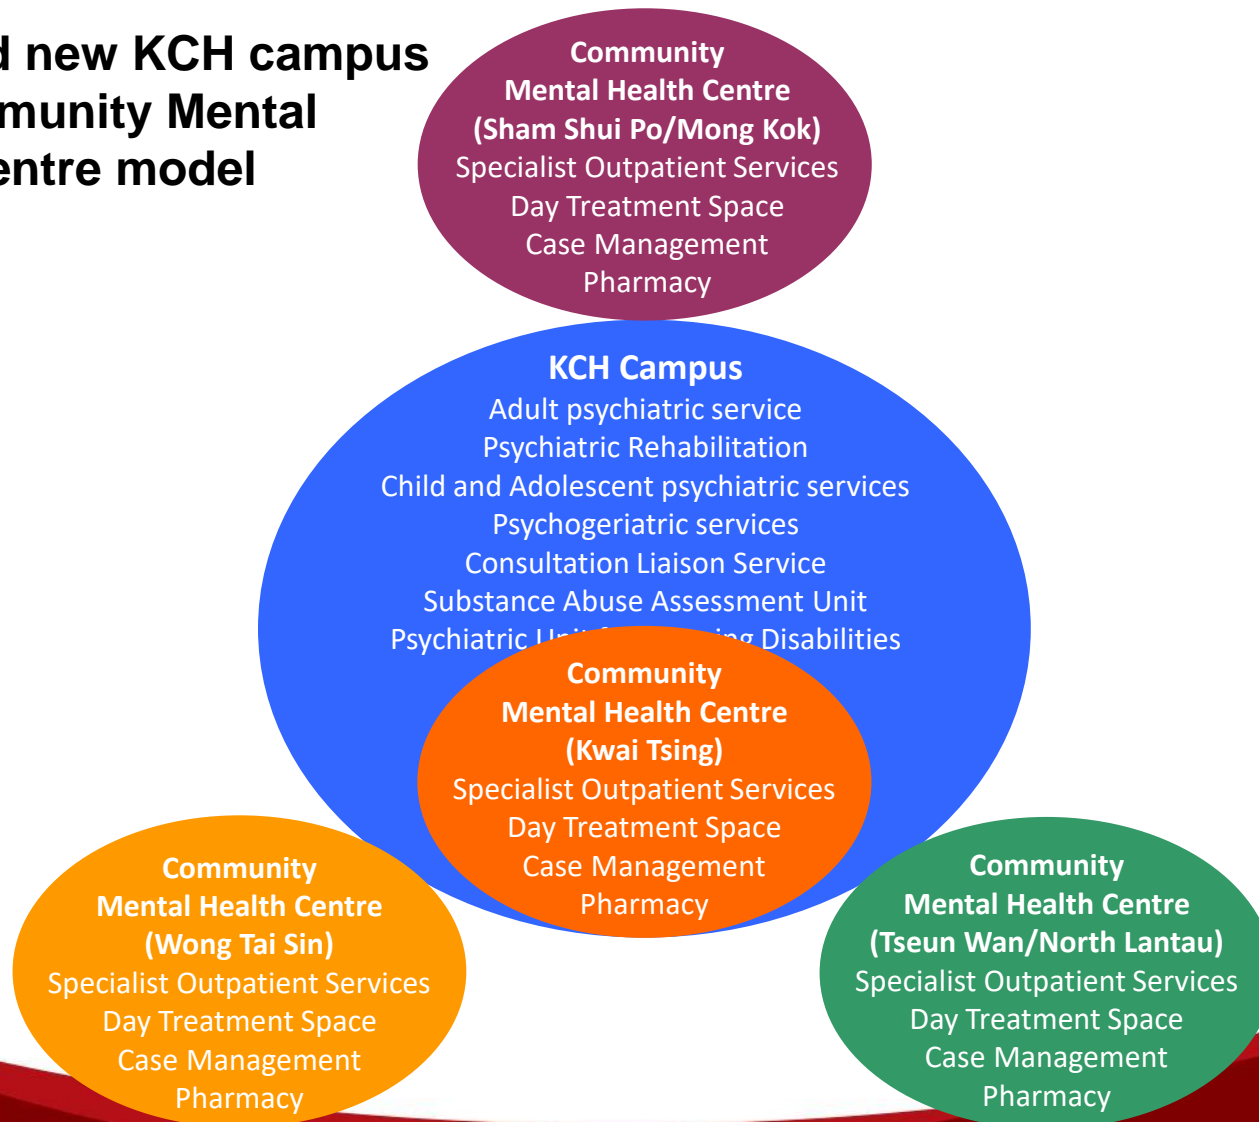 d new KCH campus
munity Mental
entre model
Community
Mental Health Centre
(Sham Shui Po/Mong Kok)
Specialist Outpatient Services
Day Treatment Space
Case Management
Pharmacy
KCH Campus
Adult psychiatric service
Psychiatric Rehabilitation
Child and Adolescent psychiatric services
Psychogeriatric services
Consultation Liaison Service
Substance Abuse Assessment Unit
Psychiatric Disabilities
Community
Mental Health Centre
(Kwai Tsing)
Specialist Outpatient Services
Day Treatment Space
Case Management
Pharmacy
Community
Mental Health Centre
(Wong Tai Sin)
Specialist Outpatient Services
Day Treatment Space
Case Management
Pharmacy
Community
Mental Health Centre
(Tseun Wan/North Lantau)
Specialist Outpatient Services
Day Treatment Space
Case Management
Pharmacy